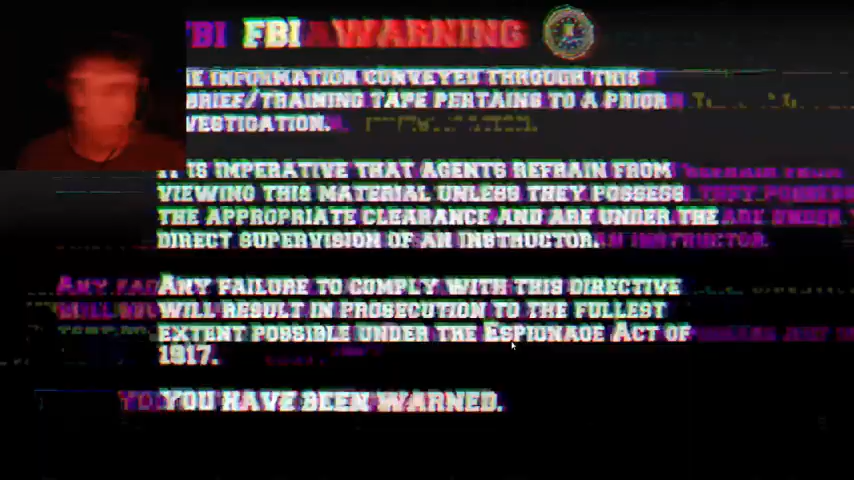 FBI FBI WARNING
INFORMATION CONVEYED THROUGH THIS
BRIEF/TRAINING TAPE PERTAINS TO A PRIOR
VESTIGATION.
IT IS IMPERATIVE THAT AGENTS REFRAIN FROM
VIEWING THIS MATERIAL UNLESS THEY POSSESS
THE APPROPRIATE CLEARANCE AND ARE UNDER THE
DIRECT SUPERVISION OF AN INSTRUCTOR.
ANY FAILURE TO COMPLY WITH THIS DIRECTIVE
WILL RESULT IN PROSECUTION TO THE FULLEST
EXTENT POSSIBLE UNDER THE ESPIONAGE ACT OF
1917.
YOU HAVE BEEN WARNED.